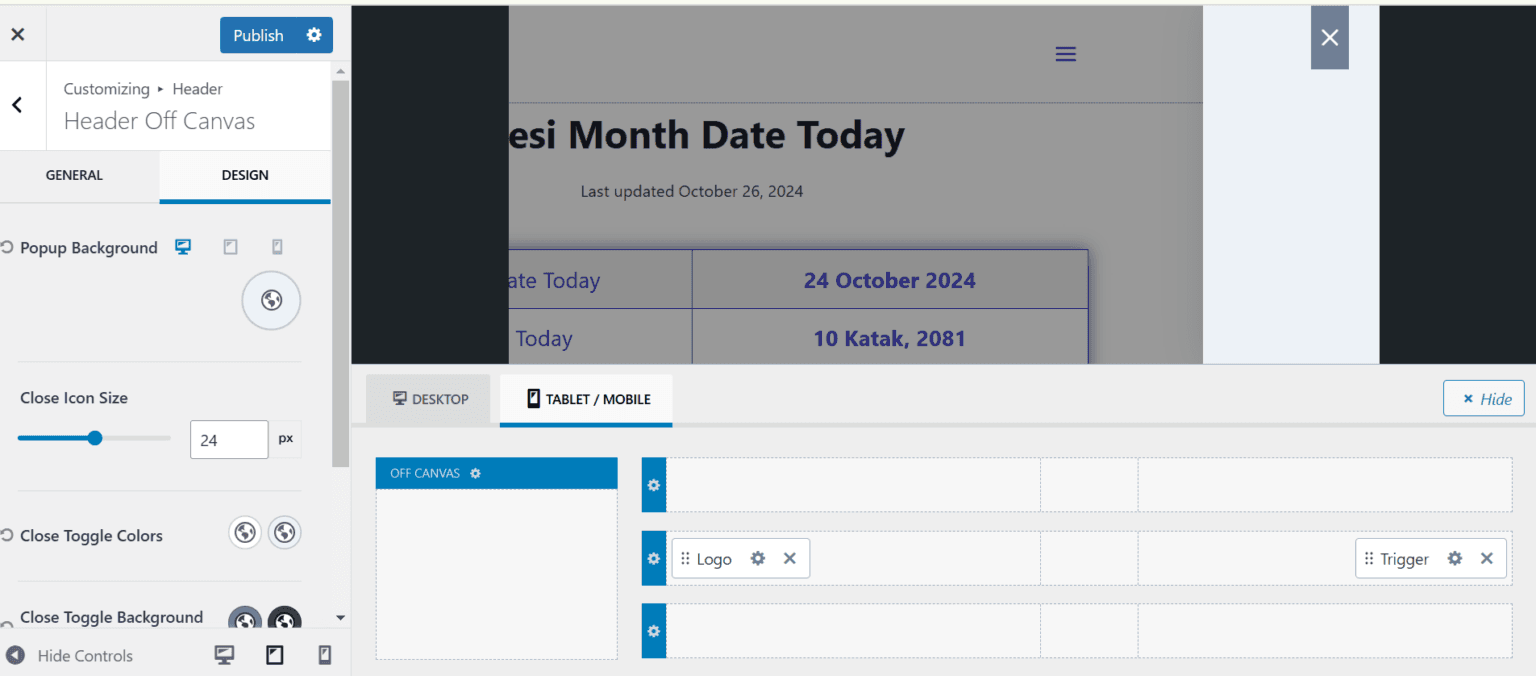 Publish
Customizing ▸ Header
Header Off Canvas
GENERAL
DESIGN
Popup Background
Close Icon Size
24
px
Close Toggle Colors
Close Toggle Background
Hide Controls
esi Month Date Today
Last updated October 26, 2024
ate Today
24 October 2024
Today
10 Katak, 2081
DESKTOP
TABLET / MOBILE
× Hide
OFF CANVAS
Logo
Trigger